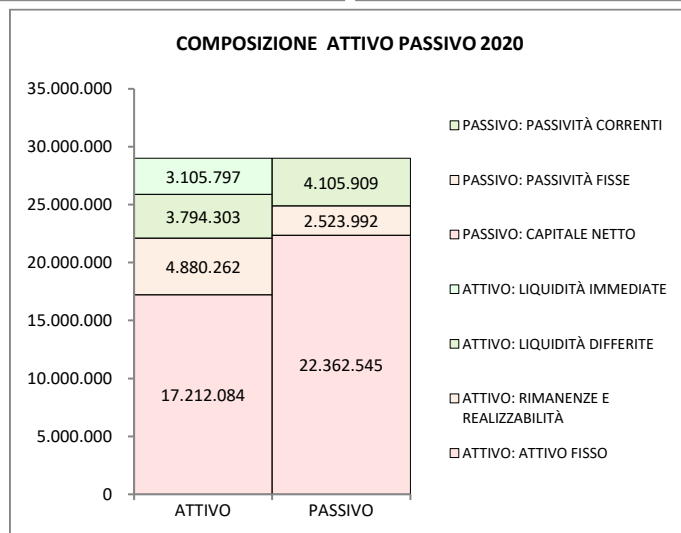 COMPOSIZIONE ATTIVO PASSIVO 2020
35.000.000
30.000.000
25.000.000
20.000.000
15.000.000
10.000.000
5.000.000
0
3.105.797
3.794.303
4.880.262
17.212.084
4.105.909
2.523.992
22.362.545
ATTIVO
PASSIVO
PASSIVO: PASSIVITÀ CORRENTI
PASSIVO: PASSIVITÀ FISSE
PASSIVO: CAPITALE NETTO
ATTIVO: LIQUIDITÀ IMMEDIATE
ATTIVO: LIQUIDITÀ DIFFERITE
ATTIVO: RIMANENZE E
REALIZZABILITÀ
ATTIVO: ATTIVO FISSO